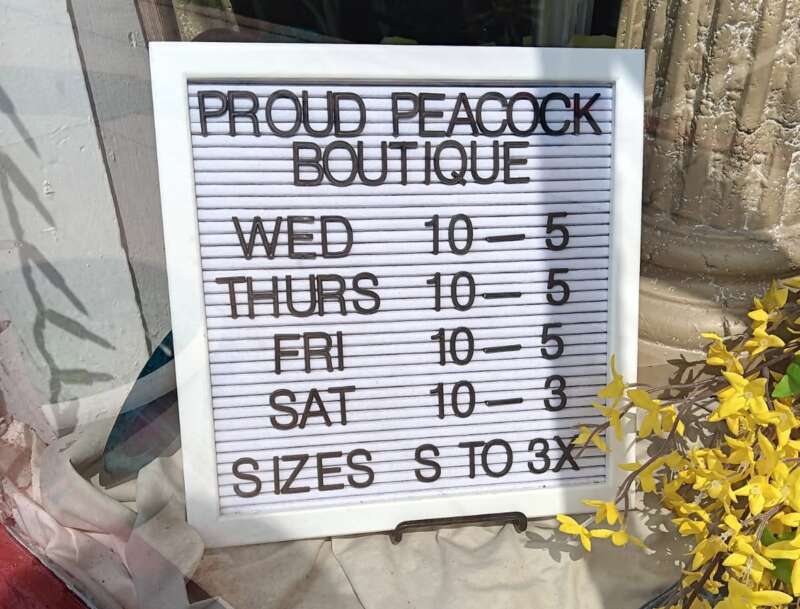 PROUD PEACOCK
BOUTIQUE
WED 10 — 5
THURS 10 — 5
FRI 10 — 5
SAT 10 — 3
SIZES S TO 3X